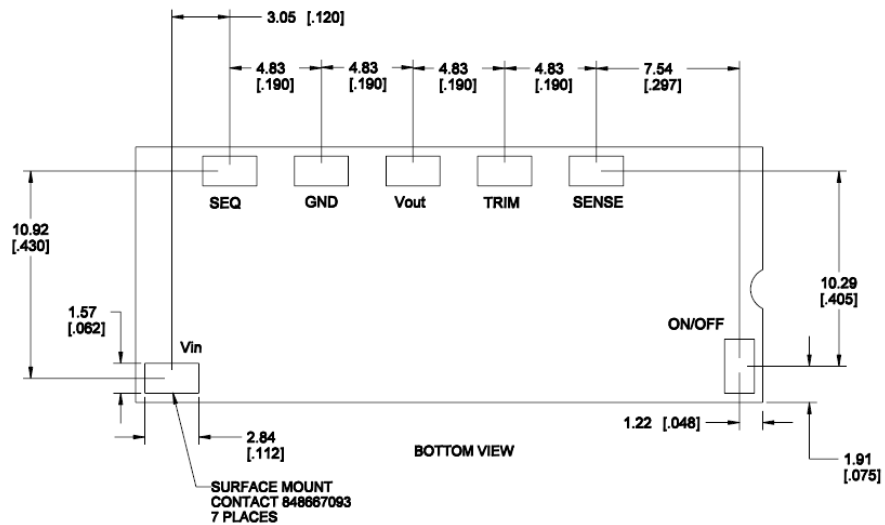 3.05 [.120]
4.83
[.190]
4.83
[.190]
4.83
[.190]
4.83
[.190]
7.54
[.297]
SEQ
GND
Vout
TRIM
SENSE
10.92
[.430]
10.29
[.405]
1.57
[.062]
Vin
ON/OFF
1.22 [.048]
2.84
[.112]
BOTTOM VIEW
1.91
[.075]
SURFACE MOUNT
CONTACT 848667093
7 PLACES